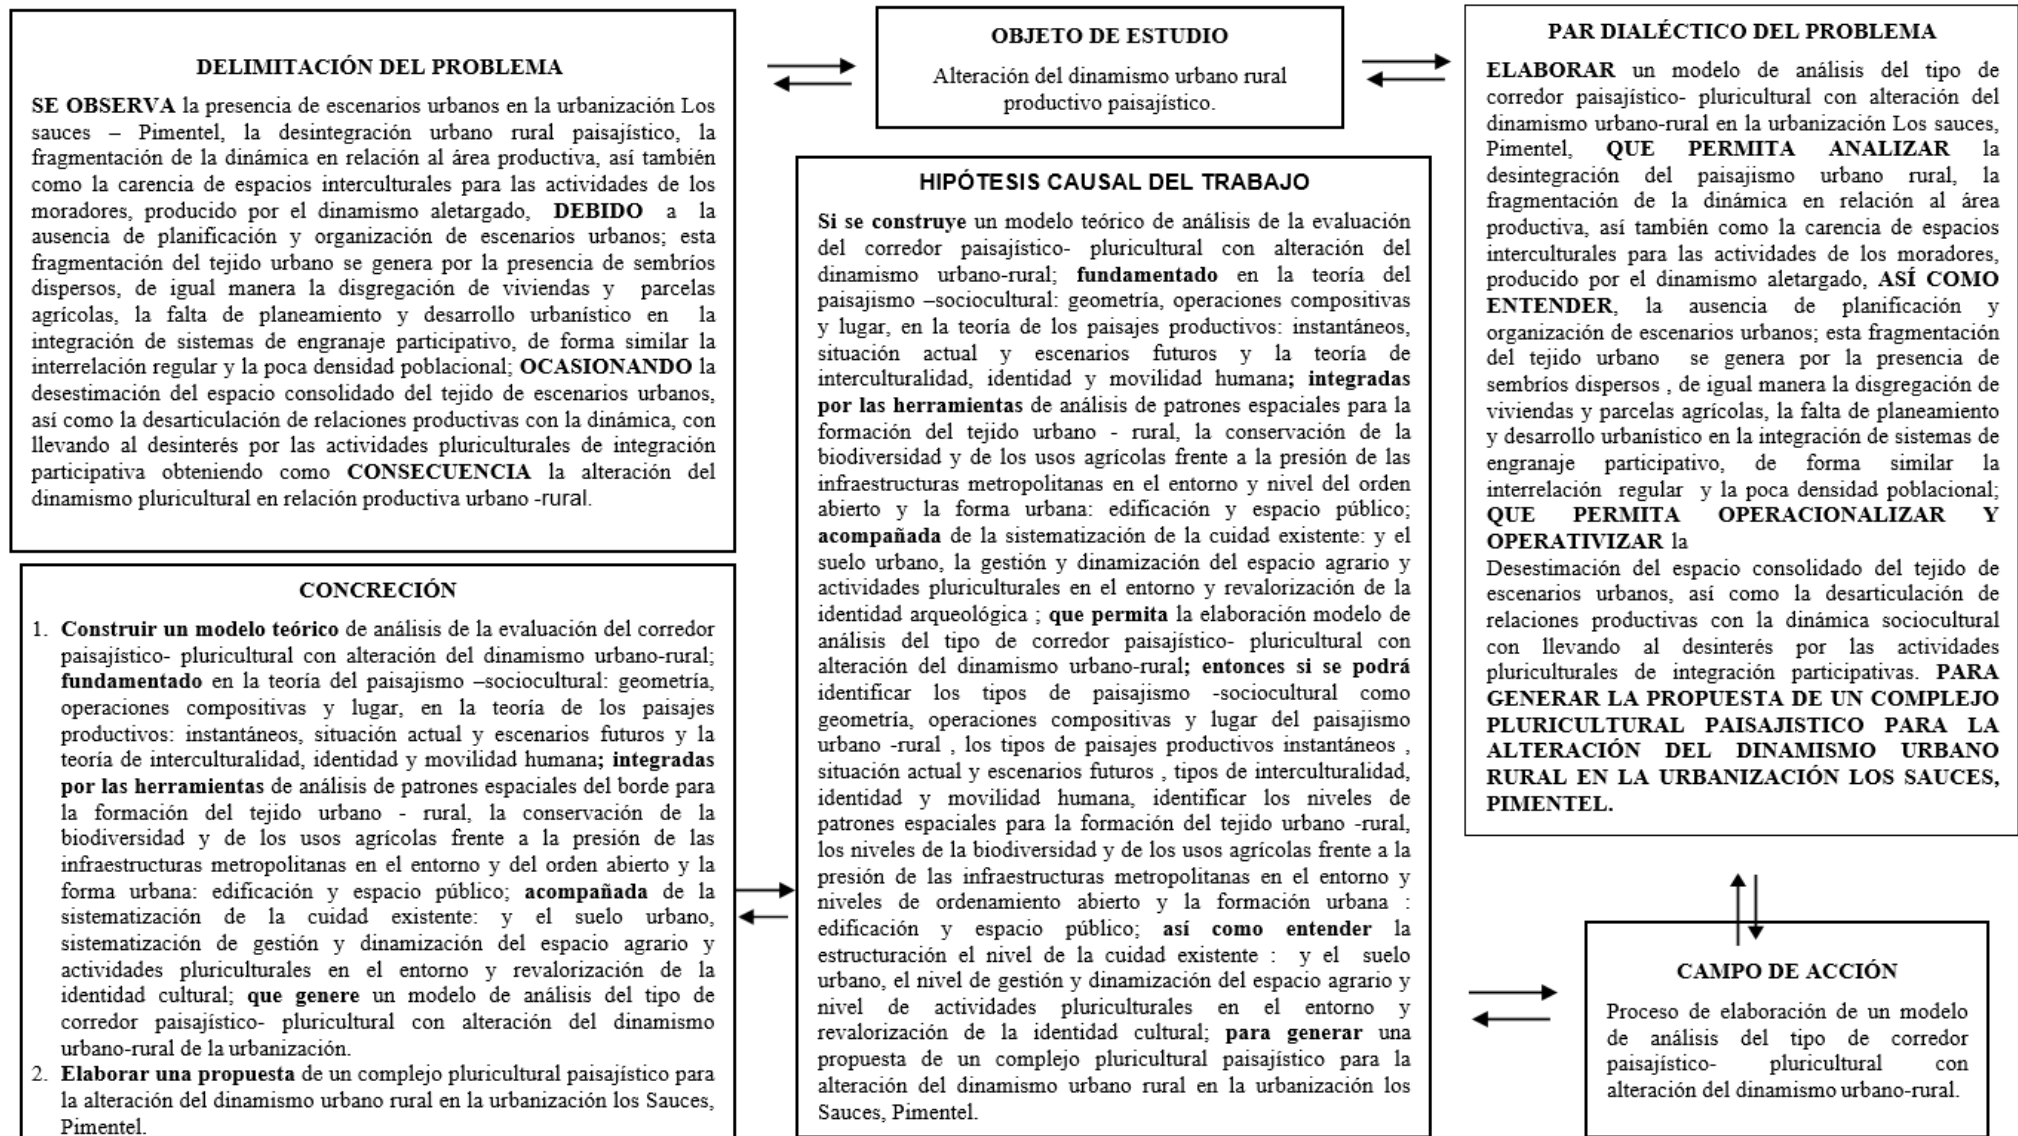 DELIMITACIÓN DEL PROBLEMA
SE OBSERVA la presencia de escenarios urbanos en la urbanización Los
sauces – Pimentel, la desintegración urbano rural paisajístico, la
fragmentación de la dinámica en relación al área productiva, así también
como la carencia de espacios interculturales para las actividades de los
moradores, producido por el dinamismo aletargado, DEBIDO a la
ausencia de planificación y organización de escenarios urbanos; esta
fragmentación del tejido urbano se genera por la presencia de sembríos
dispersos, de igual manera la disgregación de viviendas y parcelas
agrícolas, la falta de planeamiento y desarrollo urbanístico en la
integración de sistemas de engranaje participativo, de forma similar la
interrelación regular y la poca densidad poblacional; OCASIONANDO la
desestimación del espacio consolidado del tejido de escenarios urbanos,
así como la desarticulación de relaciones productivas con la dinámica, con
llevando al desinterés por las actividades pluriculturales de integración
participativa obteniendo como CONSECUENCIA la alteración del
dinamismo pluricultural en relación productiva urbano -rural.
OBJETO DE ESTUDIO
Alteración del dinamismo urbano rural
productivo paisajístico.
PAR DIALÉCTICO DEL PROBLEMA
ELABORAR un modelo de análisis del tipo de
corredor paisajístico- pluricultural con alteración del
dinamismo urbano-rural en la urbanización Los sauces,
Pimentel, QUE PERMITA ANALIZAR la
desintegración del paisajismo urbano rural, la
fragmentación de la dinámica en relación al área
productiva, así también como la carencia de espacios
interculturales para las actividades de los moradores,
producido por el dinamismo aletargado, ASÍ COMO
ENTENDER, la ausencia de planificación y
organización de escenarios urbanos; esta fragmentación
del tejido urbano se genera por la presencia de
sembríos dispersos , de igual manera la disgregación de
viviendas y parcelas agrícolas, la falta de planeamiento
y desarrollo urbanístico en la integración de sistemas de
engranaje participativo, de forma similar la
interrelación regular y la poca densidad poblacional;
QUE PERMITA OPERACIONALIZAR Y
OPERATIVIZAR la
Desestimación del espacio consolidado del tejido de
escenarios urbanos, así como la desarticulación de
relaciones productivas con la dinámica sociocultural
con llevando al desinterés por las actividades
pluriculturales de integración participativas. PARA
GENERAR LA PROPUESTA DE UN COMPLEJO
PLURICULTURAL PAISAJISTICO PARA LA
ALTERACIÓN DEL DINAMISMO URBANO
RURAL EN LA URBANIZACIÓN LOS SAUCES,
PIMENTEL.
HIPÓTESIS CAUSAL DEL TRABAJO
Si se construye un modelo teórico de análisis de la evaluación
del corredor paisajístico- pluricultural con alteración del
dinamismo urbano-rural; fundamentado en la teoría del
paisajismo –sociocultural: geometría, operaciones compositivas
y lugar, en la teoría de los paisajes productivos: instantáneos,
situación actual y escenarios futuros y la teoría de
interculturalidad, identidad y movilidad humana; integradas
por las herramientas de análisis de patrones espaciales para la
formación del tejido urbano - rural, la conservación de la
biodiversidad y de los usos agrícolas frente a la presión de las
infraestructuras metropolitanas en el entorno y nivel del orden
abierto y la forma urbana: edificación y espacio público;
acompañada de la sistematización de la cuidad existente: y el
suelo urbano, la gestión y dinamización del espacio agrario y
actividades pluriculturales en el entorno y revalorización de la
identidad arqueológica ; que permita la elaboración modelo de
análisis del tipo de corredor paisajístico- pluricultural con
alteración del dinamismo urbano-rural; entonces si se podrá
identificar los tipos de paisajismo -sociocultural como
geometría, operaciones compositivas y lugar del paisajismo
urbano -rural , los tipos de paisajes productivos instantáneos ,
situación actual y escenarios futuros , tipos de interculturalidad,
identidad y movilidad humana, identificar los niveles de
patrones espaciales para la formación del tejido urbano -rural,
los niveles de la biodiversidad y de los usos agrícolas frente a la
presión de las infraestructuras metropolitanas en el entorno y
niveles de ordenamiento abierto y la formación urbana :
edificación y espacio público; así como entender la
estructuración el nivel de la cuidad existente : y el suelo
urbano, el nivel de gestión y dinamización del espacio agrario y
nivel de actividades pluriculturales en el entorno y
revalorización de la identidad cultural; para generar una
propuesta de un complejo pluricultural paisajístico para la
alteración del dinamismo urbano rural en la urbanización los
Sauces, Pimentel.
CONCRECIÓN
1. Construir un modelo teórico de análisis de la evaluación del corredor
paisajístico- pluricultural con alteración del dinamismo urbano-rural;
fundamentado en la teoría del paisajismo –sociocultural: geometría,
operaciones compositivas y lugar, en la teoría de los paisajes
productivos: instantáneos, situación actual y escenarios futuros y la
teoría de interculturalidad, identidad y movilidad humana; integradas
por las herramientas de análisis de patrones espaciales del borde para
la formación del tejido urbano - rural, la conservación de la
biodiversidad y de los usos agrícolas frente a la presión de las
infraestructuras metropolitanas en el entorno y del orden abierto y la
forma urbana: edificación y espacio público; acompañada de la
sistematización de la cuidad existente: y el suelo urbano,
sistematización de gestión y dinamización del espacio agrario y
actividades pluriculturales en el entorno y revalorización de la
identidad cultural; que genere un modelo de análisis del tipo de
corredor paisajístico- pluricultural con alteración del dinamismo
urbano-rural de la urbanización.
2. Elaborar una propuesta de un complejo pluricultural paisajístico para
la alteración del dinamismo urbano rural en la urbanización los Sauces,
Pimentel.
CAMPO DE ACCIÓN
Proceso de elaboración de un modelo
de análisis del tipo de corredor
paisajístico- pluricultural con
alteración del dinamismo urbano-rural.